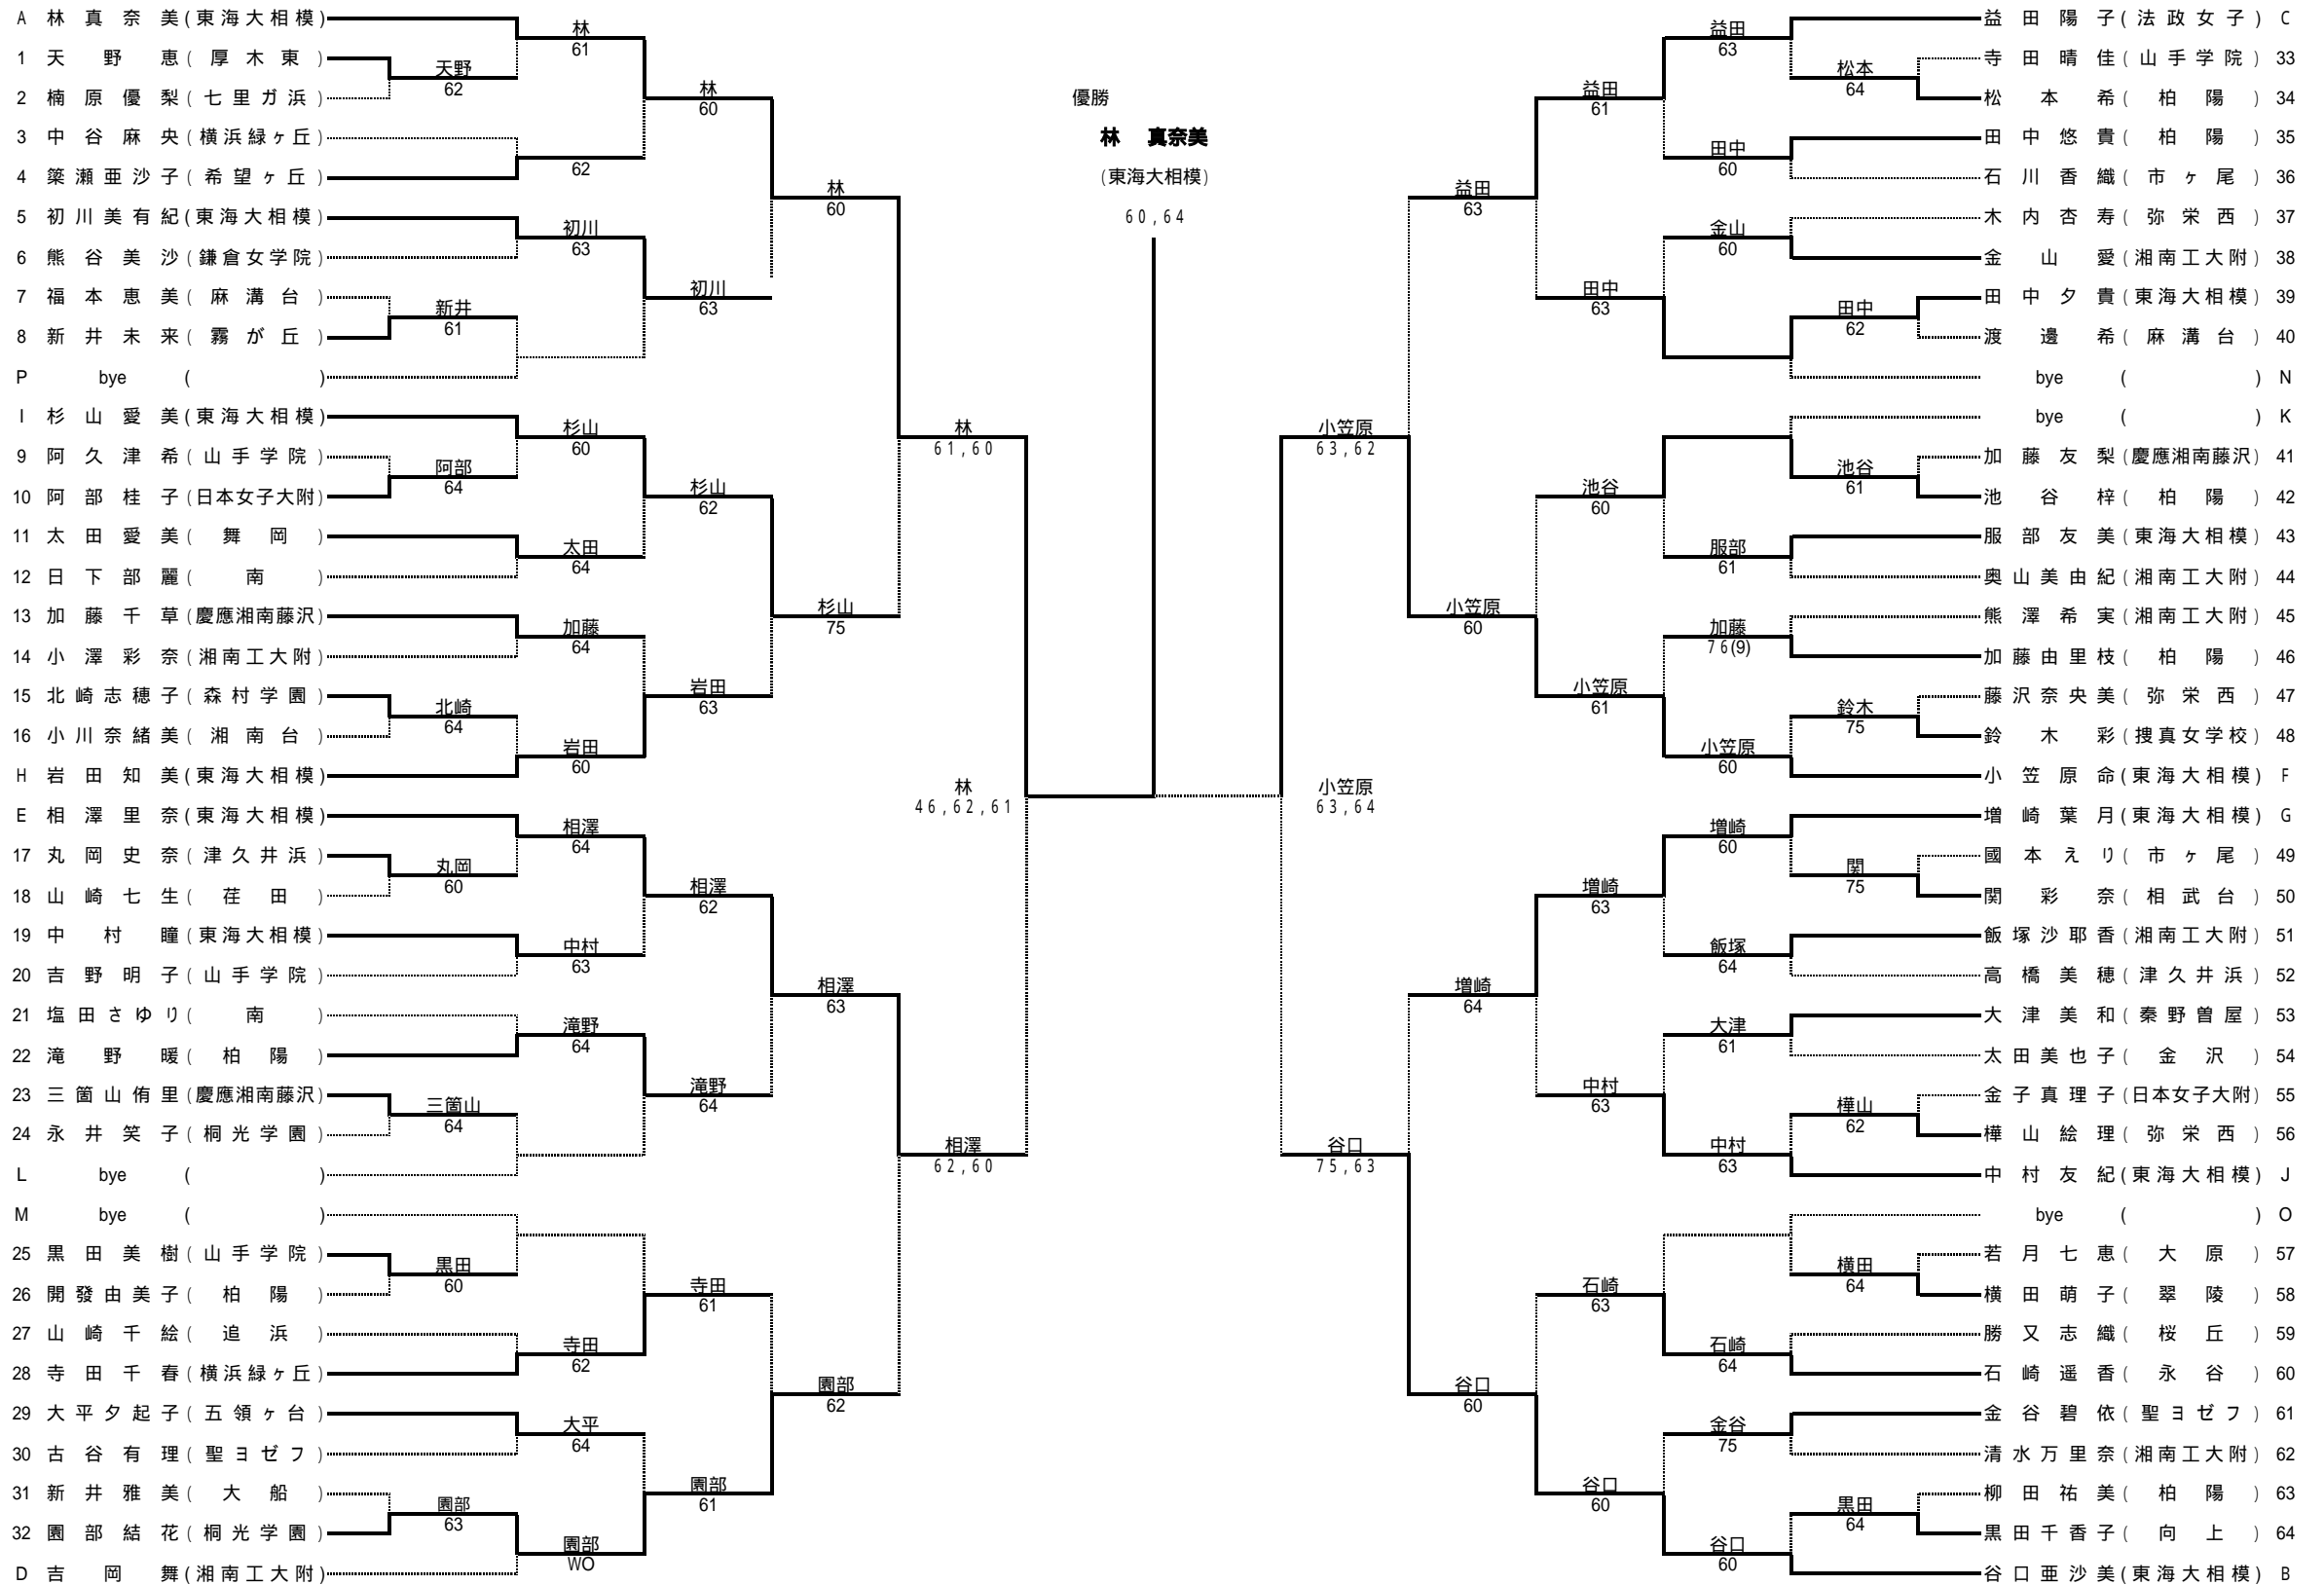 A 林真奈美(東海大相模)
1 天野恵(厚木東)
2 楠原優梨(七里ガ浜)
3 中谷麻央(横浜緑ヶ丘)
4 簗瀬亜沙子(希望ヶ丘)
5 初川美有紀(東海大相模)
6 熊谷美沙(鎌倉女学院)
7 福本恵美(麻溝台)
8 新井未来(霧が丘)
P bye ( )
I 杉山愛美(東海大相模)
9 阿久津希(山手学院)
10 阿部桂子(日本女子大附)
11 太田愛美(舞岡)
12 日下部麗(南)
13 加藤千草(慶應湘南藤沢)
14 小澤彩奈(湘南工大附)
15 北崎志穂子(森村学園)
16 小川奈緒美(湘南台)
H 岩田知美(東海大相模)
E 相澤里奈(東海大相模)
17 丸岡史奈(津久井浜)
18 山崎七生(荏田)
19 中村瞳(東海大相模)
20 吉野明子(山手学院)
21 塩田さゆり(南)
22 滝野暖(柏陽)
23 三箇山侑里(慶應湘南藤沢)
24 永井笑子(桐光学園)
L bye ( )
M bye ( )
25 黒田美樹(山手学院)
26 開發由美子(柏陽)
27 山崎千絵(追浜)
28 寺田千春(横浜緑ヶ丘)
29 大平夕起子(五領ヶ台)
30 古谷有理(聖ヨゼフ)
31 新井雅美(大船)
32 園部結花(桐光学園)
D 吉岡舞(湘南工大附)
天野
62
新井
61
阿部
64
北崎
64
丸岡
60
三箇山
64
黒田
60
園部
63
林
61
62
初川
63
杉山
60
太田
64
加藤
64
岩田
60
相澤
64
中村
63
滝野
64
寺田
62
大平
64
園部
WO
林
60
初川
63
杉山
62
岩田
63
相澤
62
滝野
64
寺田
61
園部
61
林
60
杉山
75
相澤
63
園部
62
林
61,60
相澤
62,60
林
46,62,61
優勝
林 真奈美
(東海大相模)
60,64
小笠原
63,64
小笠原
63,62
谷口
75,63
益田
63
小笠原
60
増崎
64
谷口
60
益田
61
田中
63
池谷
60
小笠原
61
増崎
63
中村
63
石崎
63
谷口
60
益田
63
田中
60
金山
60
服部
61
加藤
76(9)
小笠原
60
増崎
60
飯塚
64
大津
61
中村
63
石崎
64
金谷
75
谷口
60
松本
64
田中
62
池谷
61
鈴木
75
関
75
樺山
62
横田
64
黒田
64
益田陽子(法政女子) C
寺田晴佳(山手学院) 33
松本希(柏陽) 34
田中悠貴(柏陽) 35
石川香織(市ヶ尾) 36
木内杏寿(弥栄西) 37
金山愛(湘南工大附) 38
田中夕貴(東海大相模) 39
渡邊希(麻溝台) 40
bye ( ) N
bye ( ) K
加藤友梨(慶應湘南藤沢) 41
池谷梓(柏陽) 42
服部友美(東海大相模) 43
奥山美由紀(湘南工大附) 44
熊澤希実(湘南工大附) 45
加藤由里枝(柏陽) 46
藤沢奈央美(弥栄西) 47
鈴木彩(捜真女学校) 48
小笠原命(東海大相模) F
増崎葉月(東海大相模) G
國本えり(市ヶ尾) 49
関彩奈(相武台) 50
飯塚沙耶香(湘南工大附) 51
高橋美穂(津久井浜) 52
大津美和(秦野曽屋) 53
太田美也子(金沢) 54
金子真理子(日本女子大附) 55
樺山絵理(弥栄西) 56
中村友紀(東海大相模) J
bye ( ) O
若月七恵(大原) 57
横田萌子(翠陵) 58
勝又志織(桜丘) 59
石崎遥香(永谷) 60
金谷碧依(聖ヨゼフ) 61
清水万里奈(湘南工大附) 62
柳田祐美(柏陽) 63
黒田千香子(向上) 64
谷口亜沙美(東海大相模) B